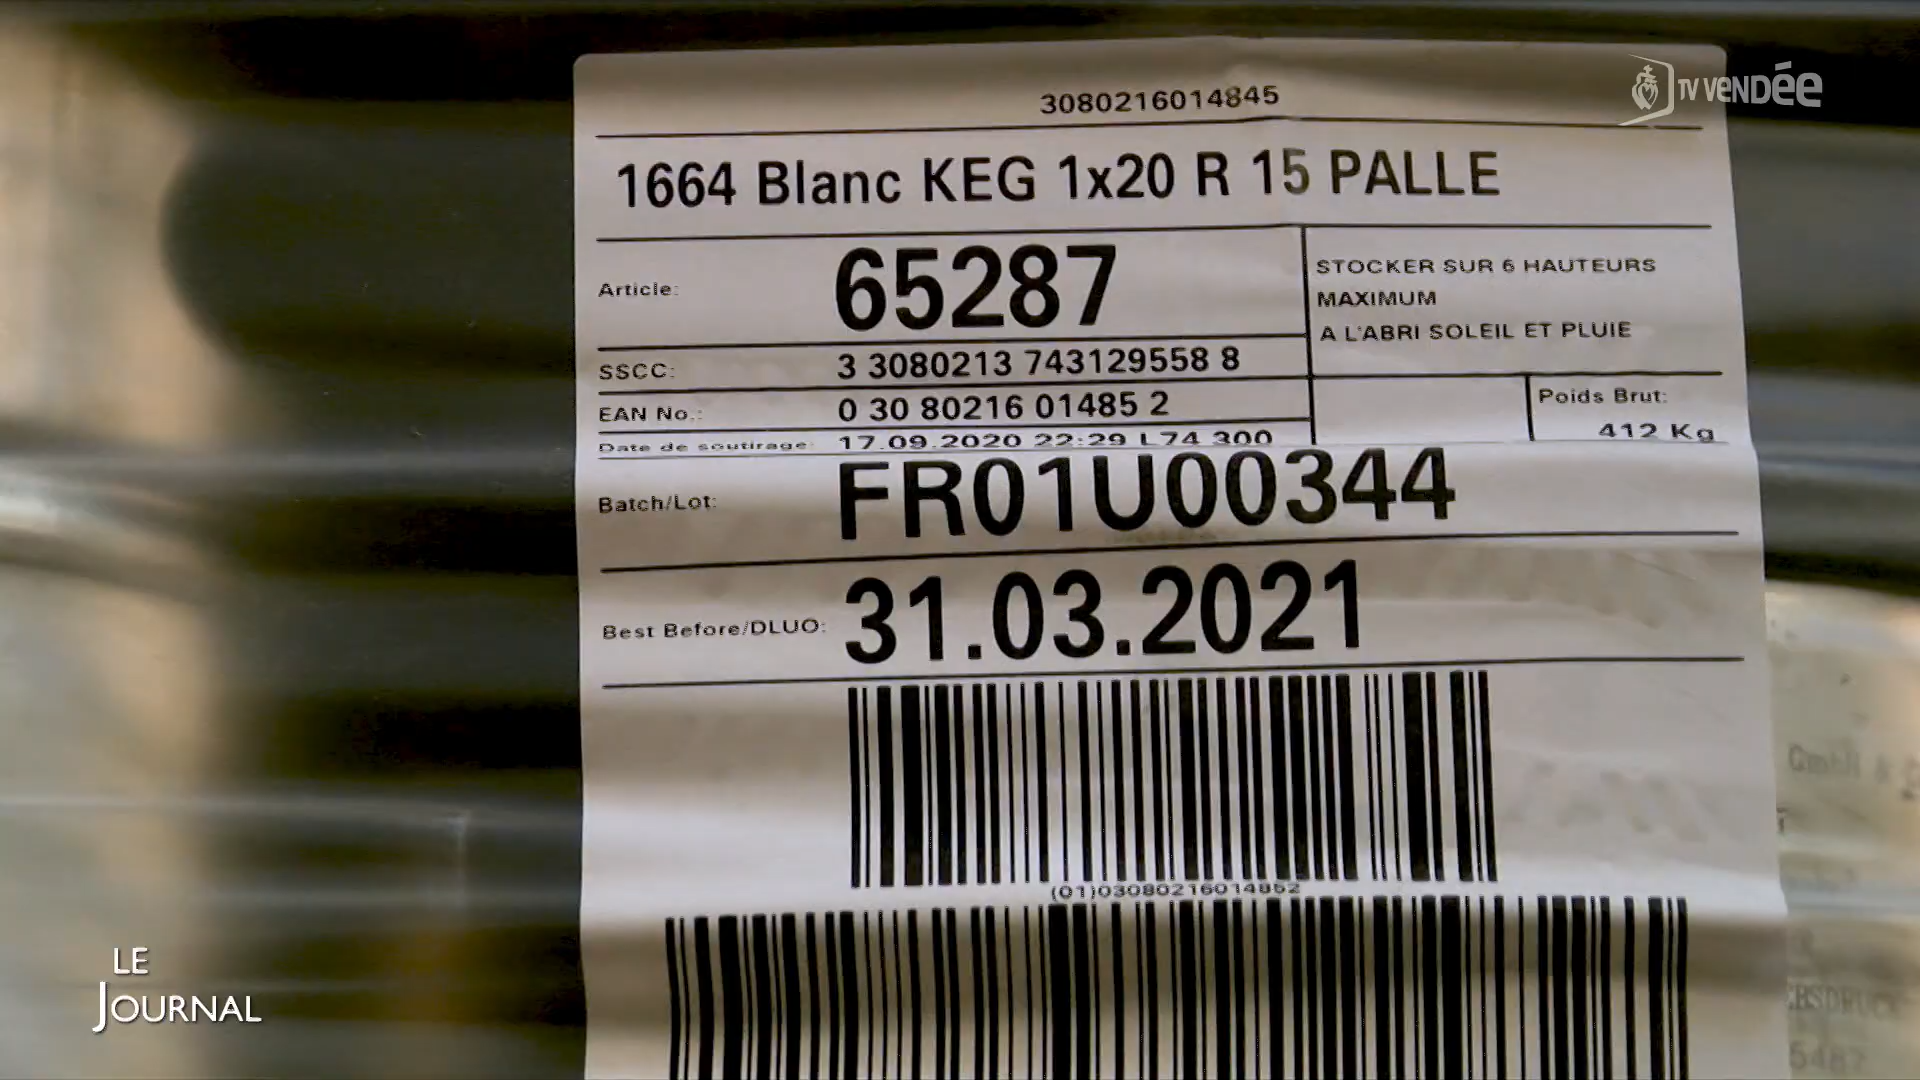 TV VENDÉE
3080216014845
1664 Blanc KEG 1x20 R 15 PALLE
Article: 65287
STOCKER SUR 6 HAUTEURS
MAXIMUM
A L'ABRI SOLEIL ET PLUIE
SSCC: 3 3080213 743129558 8
EAN No.: 0 30 80216 01485 2
Poids Brut:
412 Kg
Date de soutirage: 17.09.2020 22:29 L74 300
Batch/Lot: FR01U00344
Best Before/DLUO: 31.03.2021
(01)03080216014852
LE
JOURNAL